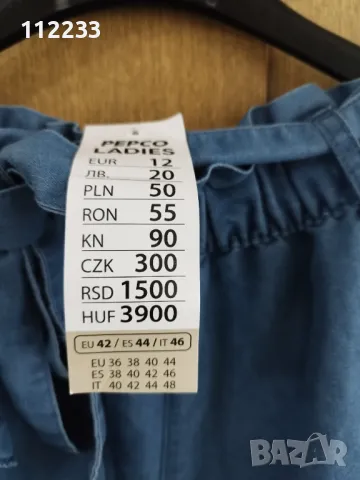 112233
PEPCO
LADIES
EUR 12
ЛВ. 20
PLN 50
RON 55
KN 90
CZK 300
RSD 1500
HUF 3900
EU 42 / ES 44 / IT 46
EU 36 38 40 44
ES 38 40 42 46
IT 40 42 44 48
BAZAR